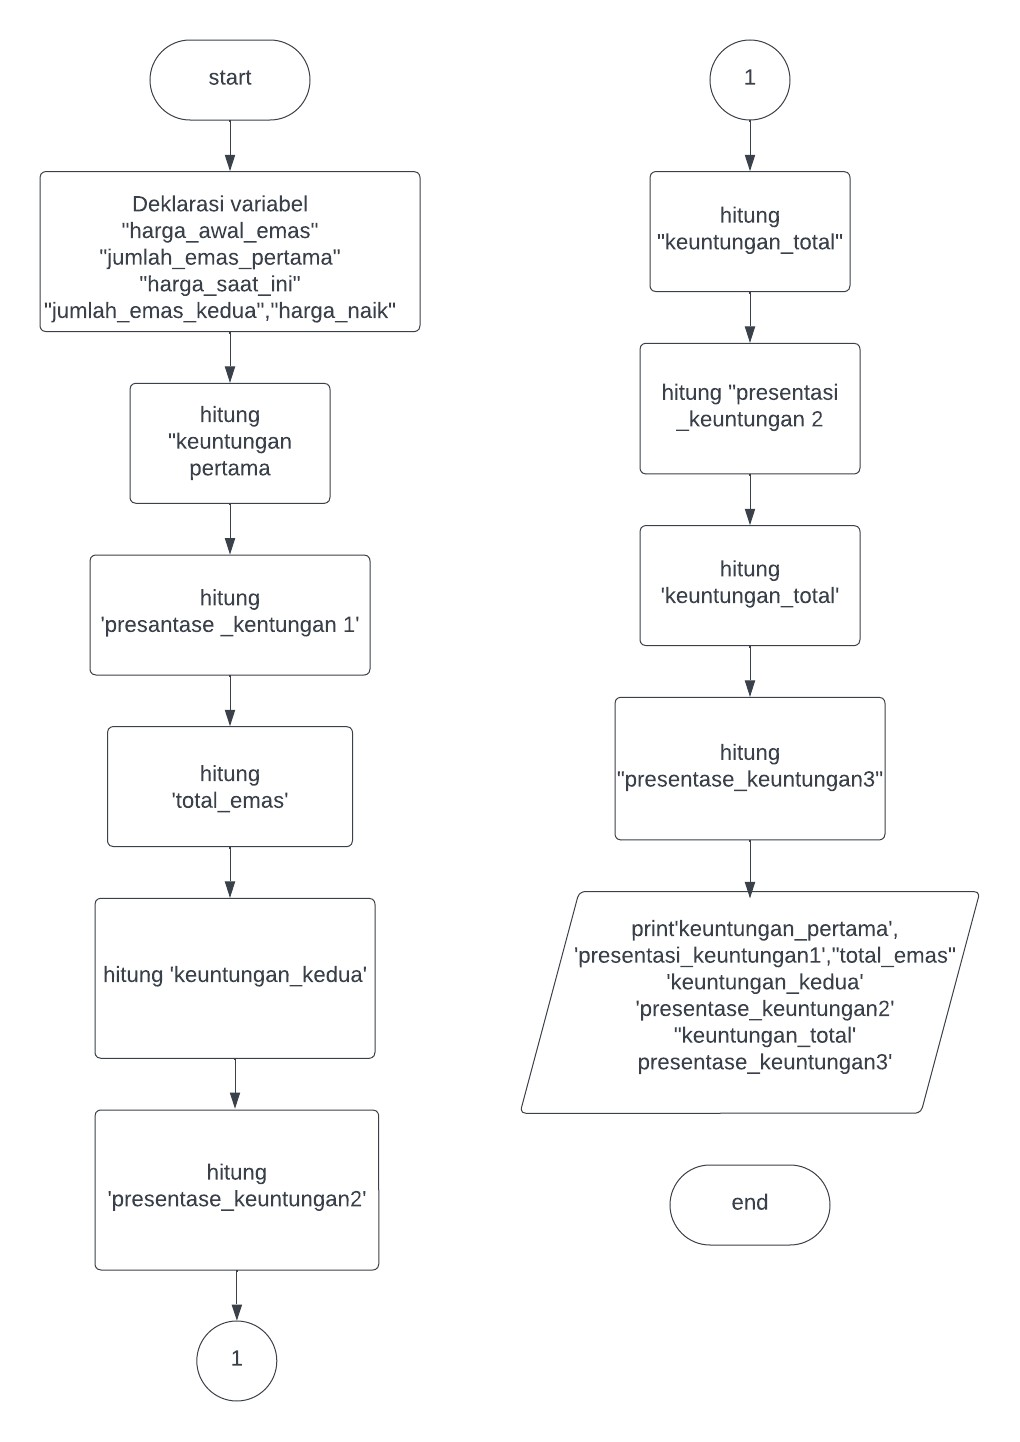 start
Deklarasi variabel
"harga_awal_emas"
"jumlah_emas_pertama"
"harga_saat_ini"
"jumlah_emas_kedua","harga_naik"
hitung
"keuntungan
pertama
hitung
'presantase _kentungan 1'
hitung
'total_emas'
hitung 'keuntungan_kedua'
hitung
'presentase_keuntungan2'
1
1
hitung
"keuntungan_total"
hitung "presentasi
_keuntungan 2
hitung
'keuntungan_total'
hitung
"presentase_keuntungan3"
print'keuntungan_pertama',
'presentasi_keuntungan1',"total_emas"
'keuntungan_kedua'
'presentase_keuntungan2'
"keuntungan_total'
presentase_keuntungan3'
end